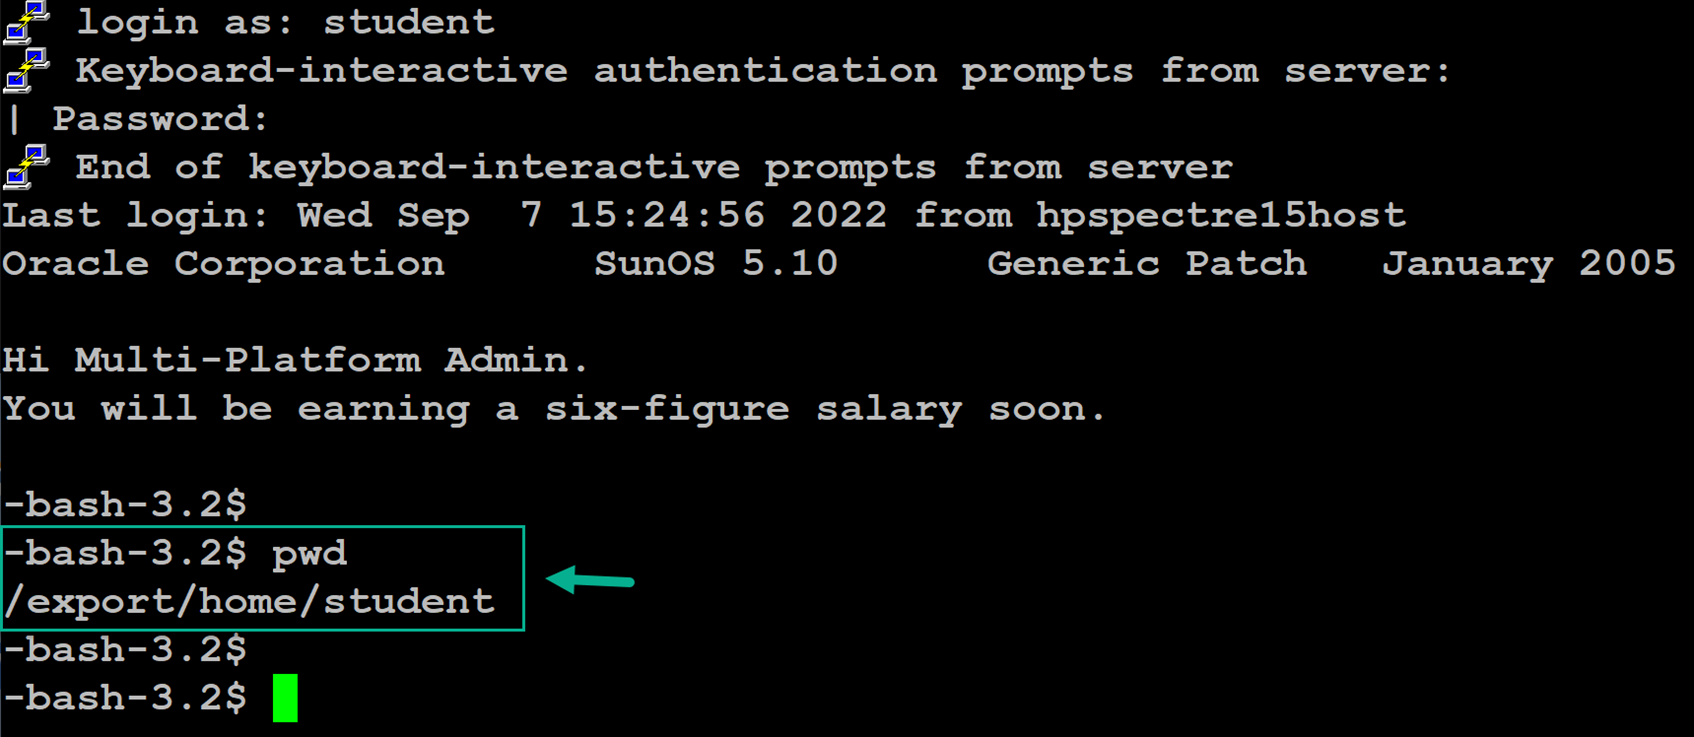 login as: student
Keyboard-interactive authentication prompts from server:
| Password:
End of keyboard-interactive prompts from server
Last login: Wed Sep  7 15:24:56 2022 from hpspectre15host
Oracle Corporation      SunOS 5.10      Generic Patch   January 2005
Hi Multi-Platform Admin.
You will be earning a six-figure salary soon.
-bash-3.2$
-bash-3.2$ pwd
/export/home/student
-bash-3.2$
-bash-3.2$